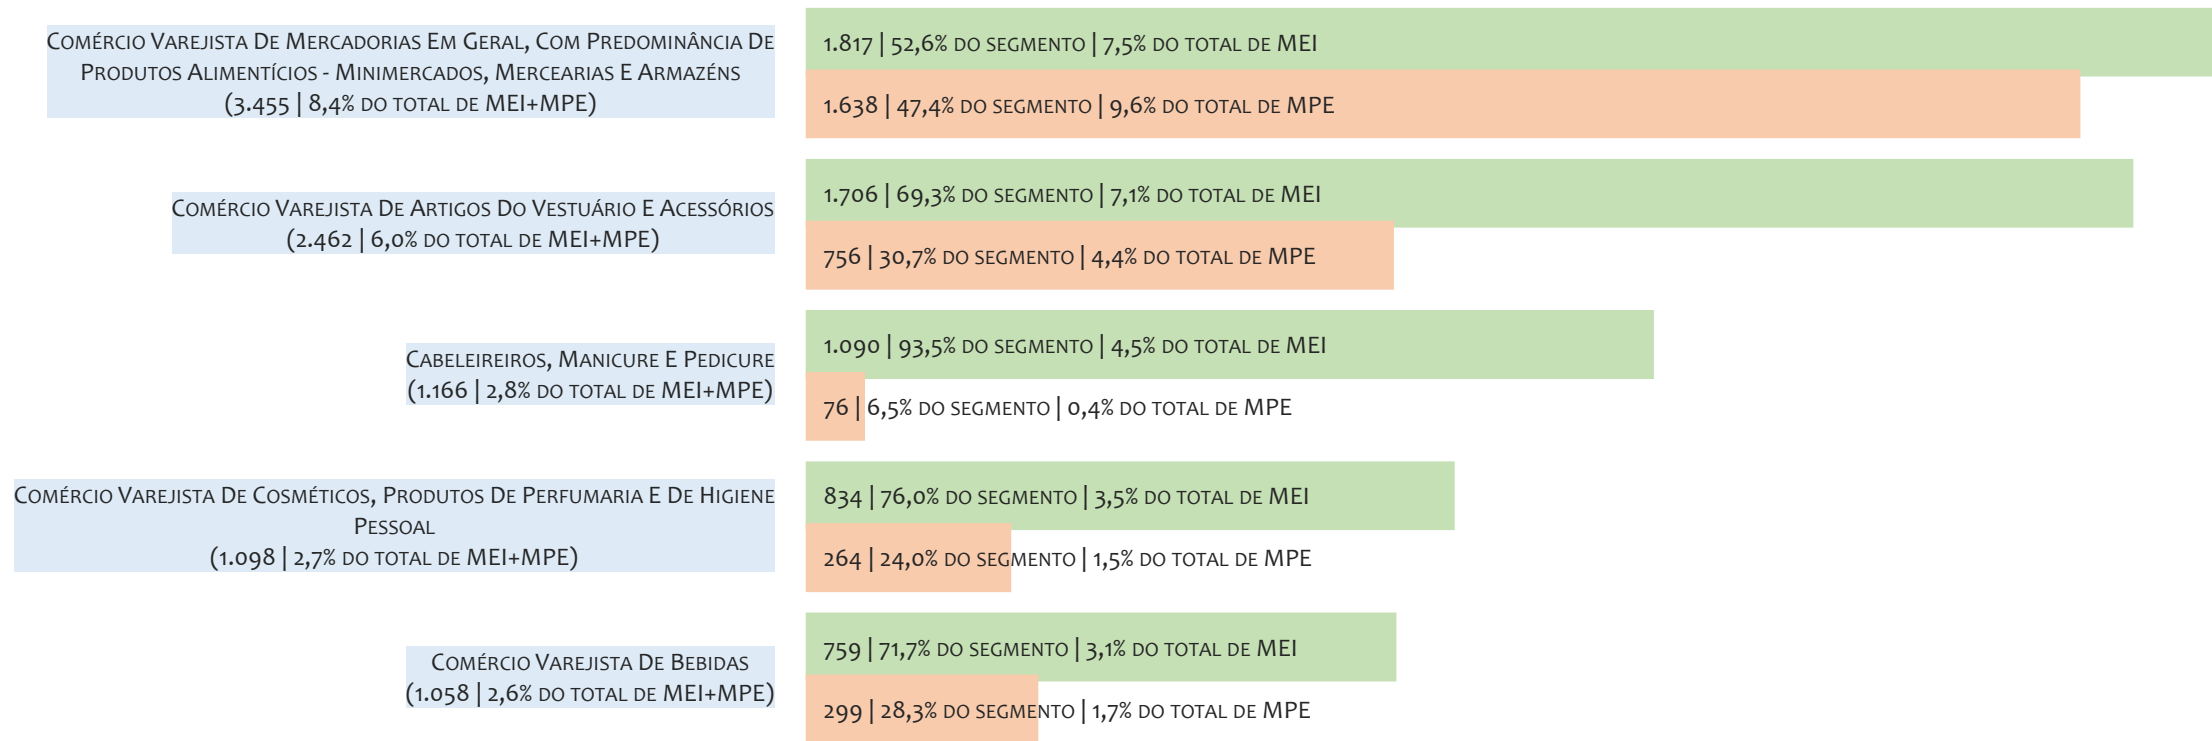 Comércio Varejista De Mercadorias Em Geral, Com Predominância De
Produtos Alimentícios - Minimercados, Mercearias E Armazéns
(3.455 | 8,4% do total de MEI+MPE)
1.817 | 52,6% do segmento | 7,5% do total de MEI
1.638 | 47,4% do segmento | 9,6% do total de MPE
Comércio Varejista De Artigos Do Vestuário E Acessórios
(2.462 | 6,0% do total de MEI+MPE)
1.706 | 69,3% do segmento | 7,1% do total de MEI
756 | 30,7% do segmento | 4,4% do total de MPE
Cabeleireiros, Manicure E Pedicure
(1.166 | 2,8% do total de MEI+MPE)
1.090 | 93,5% do segmento | 4,5% do total de MEI
76 | 6,5% do segmento | 0,4% do total de MPE
Comércio Varejista De Cosméticos, Produtos De Perfumaria E De Higiene
Pessoal
(1.098 | 2,7% do total de MEI+MPE)
834 | 76,0% do segmento | 3,5% do total de MEI
264 | 24,0% do segmento | 1,5% do total de MPE
Comércio Varejista De Bebidas
(1.058 | 2,6% do total de MEI+MPE)
759 | 71,7% do segmento | 3,1% do total de MEI
299 | 28,3% do segmento | 1,7% do total de MPE